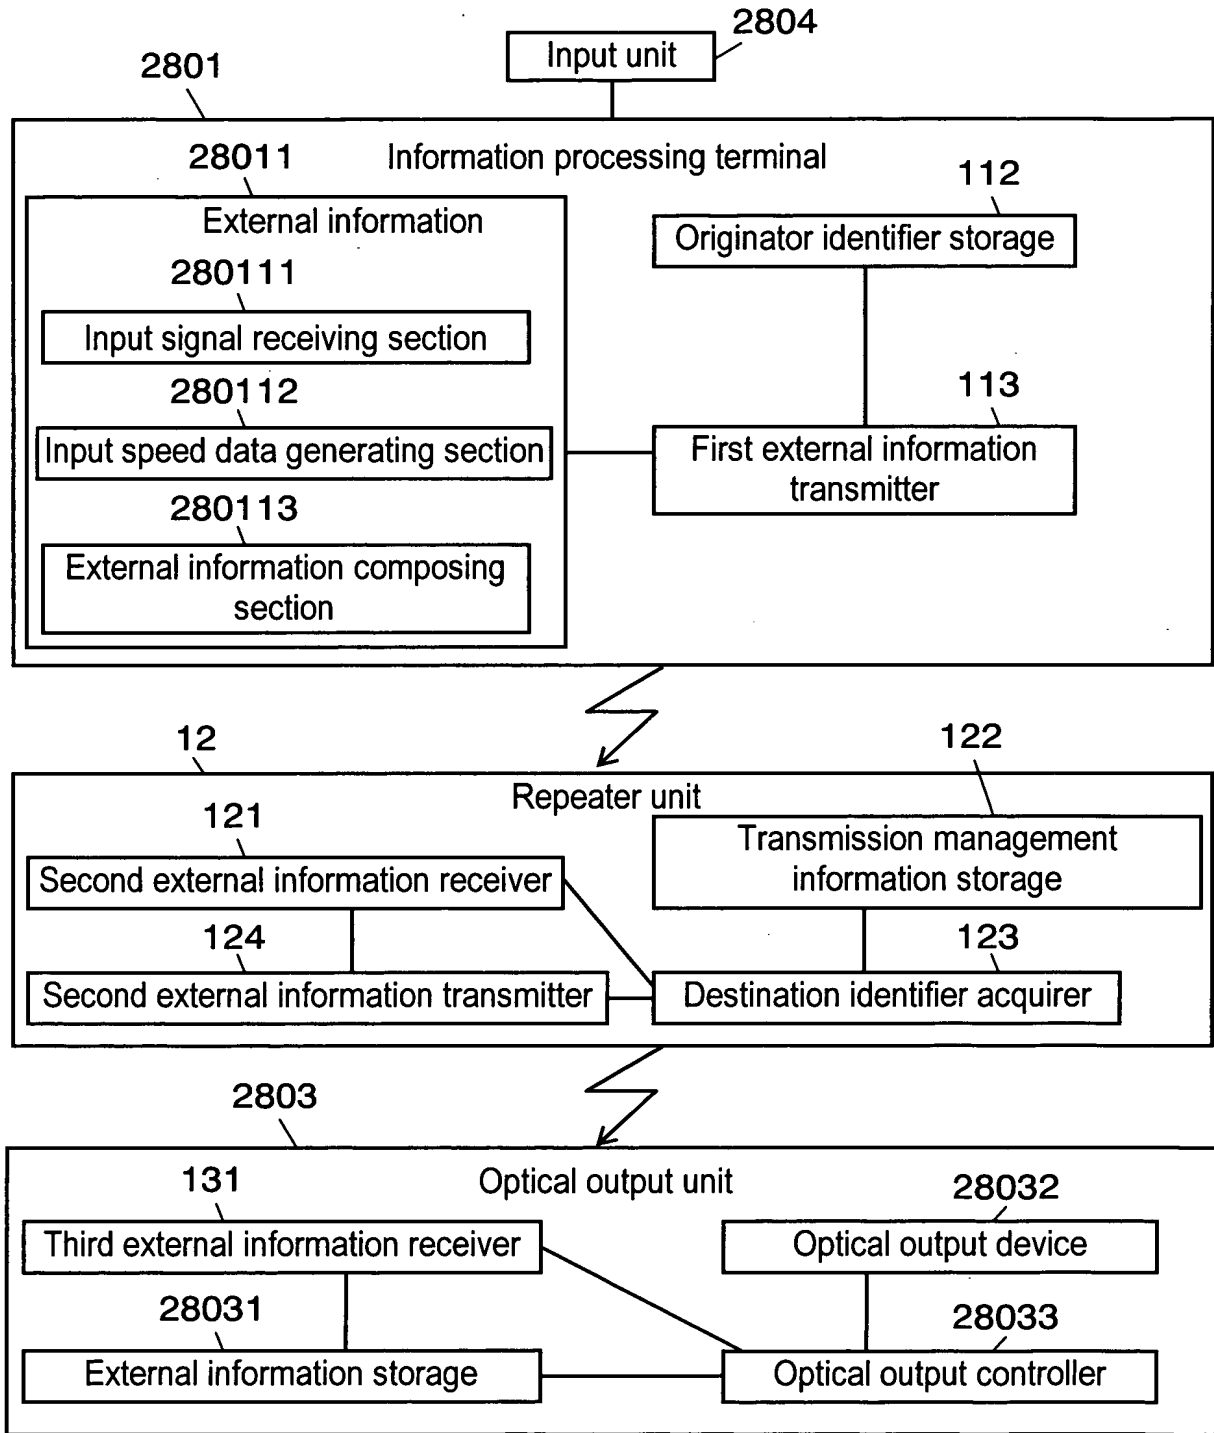 2804
Input unit
2801
28011
Information processing terminal
112
External information
Originator identifier storage
280111
Input signal receiving section
280112
113
Input speed data generating section
First external information
transmitter
280113
External information composing
section
12
122
Repeater unit
121
Transmission management
information storage
Second external information receiver
124
123
Second external information transmitter
Destination identifier acquirer
2803
131
Optical output unit
28032
Third external information receiver
Optical output device
28031
28033
External information storage
Optical output controller